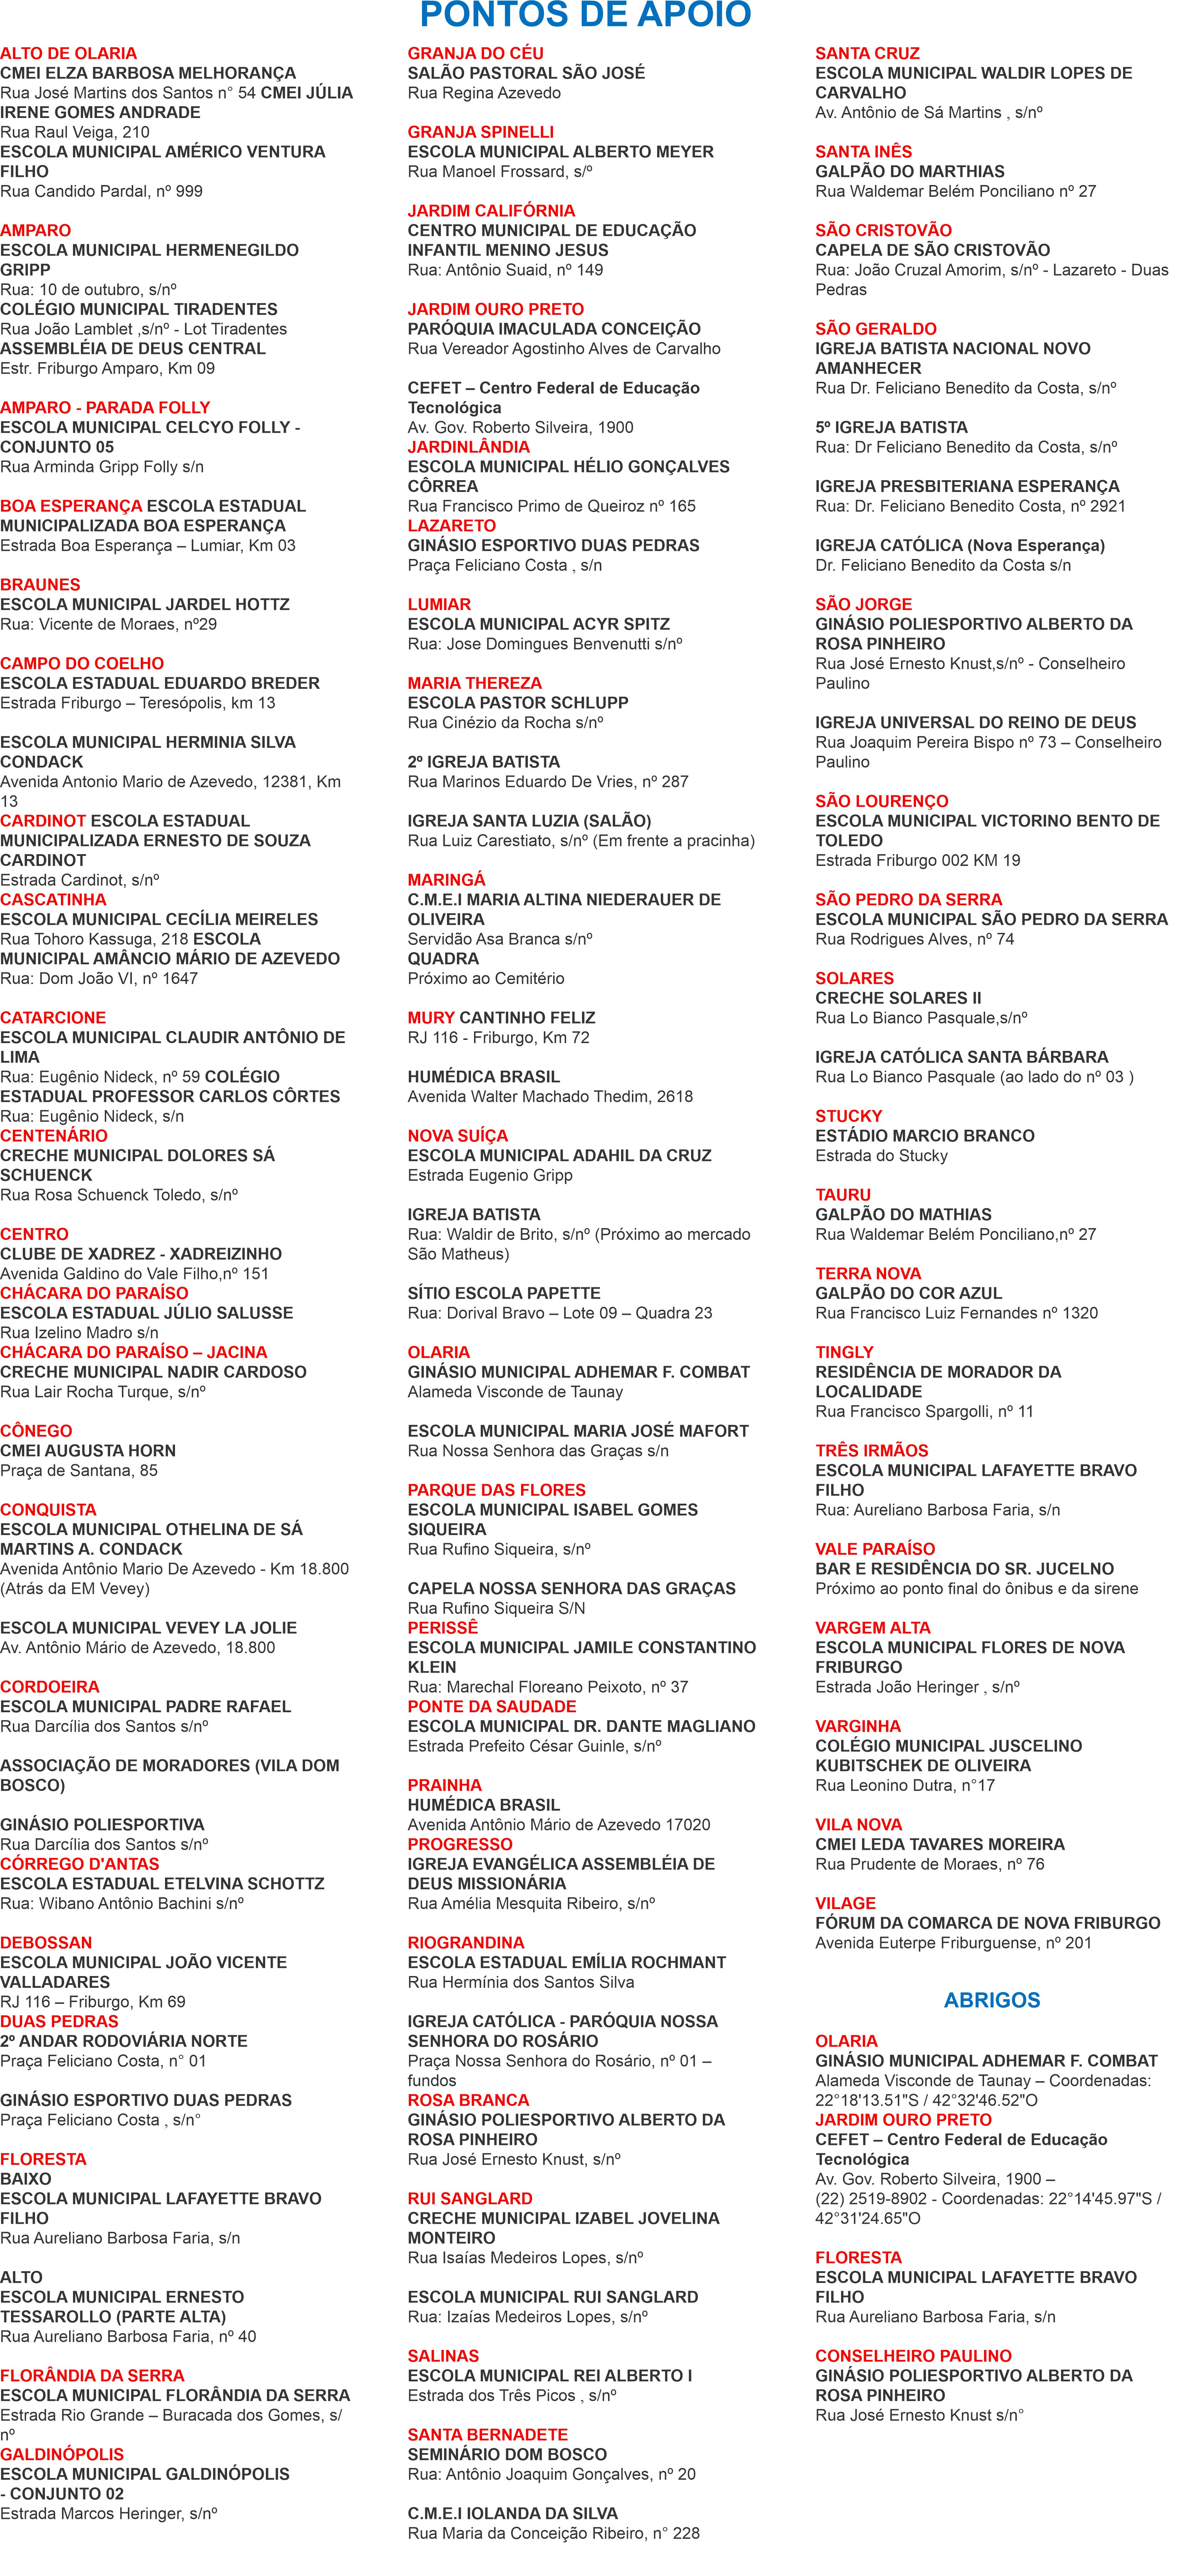 PONTOS DE APOIO
ALTO DE OLARIA
CMEI ELZA BARBOSA MELHORANÇA
Rua José Martins dos Santos n° 54 CMEI JÚLIA
IRENE GOMES ANDRADE
Rua Raul Veiga, 210
ESCOLA MUNICIPAL AMÉRICO VENTURA
FILHO
Rua Candido Pardal, nº 999
AMPARO
ESCOLA MUNICIPAL HERMENEGILDO
GRIPP
Rua: 10 de outubro, s/nº
COLÉGIO MUNICIPAL TIRADENTES
Rua João Lamblet ,s/nº - Lot Tiradentes
ASSEMBLÉIA DE DEUS CENTRAL
Estr. Friburgo Amparo, Km 09
AMPARO - PARADA FOLLY
ESCOLA MUNICIPAL CELCYO FOLLY -
CONJUNTO 05
Rua Arminda Gripp Folly s/n
BOA ESPERANÇA ESCOLA ESTADUAL
MUNICIPALIZADA BOA ESPERANÇA
Estrada Boa Esperança – Lumiar, Km 03
BRAUNES
ESCOLA MUNICIPAL JARDEL HOTTZ
Rua: Vicente de Moraes, nº29
CAMPO DO COELHO
ESCOLA ESTADUAL EDUARDO BREDER
Estrada Friburgo – Teresópolis, km 13
ESCOLA MUNICIPAL HERMINIA SILVA
CONDACK
Avenida Antonio Mario de Azevedo, 12381, Km
13
CARDINOT ESCOLA ESTADUAL
MUNICIPALIZADA ERNESTO DE SOUZA
CARDINOT
Estrada Cardinot, s/nº
CASCATINHA
ESCOLA MUNICIPAL CECÍLIA MEIRELES
Rua Tohoro Kassuga, 218 ESCOLA
MUNICIPAL AMÂNCIO MÁRIO DE AZEVEDO
Rua: Dom João VI, nº 1647
CATARCIONE
ESCOLA MUNICIPAL CLAUDIR ANTÔNIO DE
LIMA
Rua: Eugênio Nideck, nº 59 COLÉGIO
ESTADUAL PROFESSOR CARLOS CÔRTES
Rua: Eugênio Nideck, s/n
CENTENÁRIO
CRECHE MUNICIPAL DOLORES SÁ
SCHUENCK
Rua Rosa Schuenck Toledo, s/nº
CENTRO
CLUBE DE XADREZ - XADREIZINHO
Avenida Galdino do Vale Filho,nº 151
CHÁCARA DO PARAÍSO
ESCOLA ESTADUAL JÚLIO SALUSSE
Rua Izelino Madro s/n
CHÁCARA DO PARAÍSO – JACINA
CRECHE MUNICIPAL NADIR CARDOSO
Rua Lair Rocha Turque, s/nº
CÔNEGO
CMEI AUGUSTA HORN
Praça de Santana, 85
CONQUISTA
ESCOLA MUNICIPAL OTHELINA DE SÁ
MARTINS A. CONDACK
Avenida Antônio Mario De Azevedo - Km 18.800
(Atrás da EM Vevey)
ESCOLA MUNICIPAL VEVEY LA JOLIE
Av. Antônio Mário de Azevedo, 18.800
CORDOEIRA
ESCOLA MUNICIPAL PADRE RAFAEL
Rua Darcília dos Santos s/nº
ASSOCIAÇÃO DE MORADORES (VILA DOM
BOSCO)
GINÁSIO POLIESPORTIVA
Rua Darcília dos Santos s/nº
CÓRREGO D'ANTAS
ESCOLA ESTADUAL ETELVINA SCHOTTZ
Rua: Wibano Antônio Bachini s/nº
DEBOSSAN
ESCOLA MUNICIPAL JOÃO VICENTE
VALLADARES
RJ 116 – Friburgo, Km 69
DUAS PEDRAS
2º ANDAR RODOVIÁRIA NORTE
Praça Feliciano Costa, n° 01
GINÁSIO ESPORTIVO DUAS PEDRAS
Praça Feliciano Costa , s/n°
FLORESTA
BAIXO
ESCOLA MUNICIPAL LAFAYETTE BRAVO
FILHO
Rua Aureliano Barbosa Faria, s/n
ALTO
ESCOLA MUNICIPAL ERNESTO
TESSAROLLO (PARTE ALTA)
Rua Aureliano Barbosa Faria, nº 40
FLORÂNDIA DA SERRA
ESCOLA MUNICIPAL FLORÂNDIA DA SERRA
Estrada Rio Grande – Buracada dos Gomes, s/
nº
GALDINÓPOLIS
ESCOLA MUNICIPAL GALDINÓPOLIS
- CONJUNTO 02
Estrada Marcos Heringer, s/nº
GRANJA DO CÉU
SALÃO PASTORAL SÃO JOSÉ
Rua Regina Azevedo
GRANJA SPINELLI
ESCOLA MUNICIPAL ALBERTO MEYER
Rua Manoel Frossard, s/º
JARDIM CALIFÓRNIA
CENTRO MUNICIPAL DE EDUCAÇÃO
INFANTIL MENINO JESUS
Rua: Antônio Suaid, nº 149
JARDIM OURO PRETO
PARÓQUIA IMACULADA CONCEIÇÃO
Rua Vereador Agostinho Alves de Carvalho
CEFET – Centro Federal de Educação
Tecnológica
Av. Gov. Roberto Silveira, 1900
JARDINLÂNDIA
ESCOLA MUNICIPAL HÉLIO GONÇALVES
CÔRREA
Rua Francisco Primo de Queiroz nº 165
LAZARETO
GINÁSIO ESPORTIVO DUAS PEDRAS
Praça Feliciano Costa , s/n
LUMIAR
ESCOLA MUNICIPAL ACYR SPITZ
Rua: Jose Domingues Benvenutti s/nº
MARIA THEREZA
ESCOLA PASTOR SCHLUPP
Rua Cinézio da Rocha s/nº
2º IGREJA BATISTA
Rua Marinos Eduardo De Vries, nº 287
IGREJA SANTA LUZIA (SALÃO)
Rua Luiz Carestiato, s/nº (Em frente a pracinha)
MARINGÁ
C.M.E.I MARIA ALTINA NIEDERAUER DE
OLIVEIRA
Servidão Asa Branca s/nº
QUADRA
Próximo ao Cemitério
MURY CANTINHO FELIZ
RJ 116 - Friburgo, Km 72
HUMÉDICA BRASIL
Avenida Walter Machado Thedim, 2618
NOVA SUÍÇA
ESCOLA MUNICIPAL ADAHIL DA CRUZ
Estrada Eugenio Gripp
IGREJA BATISTA
Rua: Waldir de Brito, s/nº (Próximo ao mercado
São Matheus)
SÍTIO ESCOLA PAPETTE
Rua: Dorival Bravo – Lote 09 – Quadra 23
OLARIA
GINÁSIO MUNICIPAL ADHEMAR F. COMBAT
Alameda Visconde de Taunay
ESCOLA MUNICIPAL MARIA JOSÉ MAFORT
Rua Nossa Senhora das Graças s/n
PARQUE DAS FLORES
ESCOLA MUNICIPAL ISABEL GOMES
SIQUEIRA
Rua Rufino Siqueira, s/nº
CAPELA NOSSA SENHORA DAS GRAÇAS
Rua Rufino Siqueira S/N
PERISSÊ
ESCOLA MUNICIPAL JAMILE CONSTANTINO
KLEIN
Rua: Marechal Floreano Peixoto, nº 37
PONTE DA SAUDADE
ESCOLA MUNICIPAL DR. DANTE MAGLIANO
Estrada Prefeito César Guinle, s/nº
PRAINHA
HUMÉDICA BRASIL
Avenida Antônio Mário de Azevedo 17020
PROGRESSO
IGREJA EVANGÉLICA ASSEMBLÉIA DE
DEUS MISSIONÁRIA
Rua Amélia Mesquita Ribeiro, s/nº
RIOGRANDINA
ESCOLA ESTADUAL EMÍLIA ROCHMANT
Rua Hermínia dos Santos Silva
IGREJA CATÓLICA - PARÓQUIA NOSSA
SENHORA DO ROSÁRIO
Praça Nossa Senhora do Rosário, nº 01 –
fundos
ROSA BRANCA
GINÁSIO POLIESPORTIVO ALBERTO DA
ROSA PINHEIRO
Rua José Ernesto Knust, s/nº
RUI SANGLARD
CRECHE MUNICIPAL IZABEL JOVELINA
MONTEIRO
Rua Isaías Medeiros Lopes, s/nº
ESCOLA MUNICIPAL RUI SANGLARD
Rua: Izaías Medeiros Lopes, s/nº
SALINAS
ESCOLA MUNICIPAL REI ALBERTO I
Estrada dos Três Picos , s/nº
SANTA BERNADETE
SEMINÁRIO DOM BOSCO
Rua: Antônio Joaquim Gonçalves, nº 20
C.M.E.I IOLANDA DA SILVA
Rua Maria da Conceição Ribeiro, n° 228
SANTA CRUZ
ESCOLA MUNICIPAL WALDIR LOPES DE
CARVALHO
Av. Antônio de Sá Martins , s/nº
SANTA INÊS
GALPÃO DO MARTHIAS
Rua Waldemar Belém Ponciliano nº 27
SÃO CRISTOVÃO
CAPELA DE SÃO CRISTOVÃO
Rua: João Cruzal Amorim, s/nº - Lazareto - Duas
Pedras
SÃO GERALDO
IGREJA BATISTA NACIONAL NOVO
AMANHECER
Rua Dr. Feliciano Benedito da Costa, s/nº
5º IGREJA BATISTA
Rua: Dr Feliciano Benedito da Costa, s/nº
IGREJA PRESBITERIANA ESPERANÇA
Rua: Dr. Feliciano Benedito Costa, nº 2921
IGREJA CATÓLICA (Nova Esperança)
Dr. Feliciano Benedito da Costa s/n
SÃO JORGE
GINÁSIO POLIESPORTIVO ALBERTO DA
ROSA PINHEIRO
Rua José Ernesto Knust,s/nº - Conselheiro
Paulino
IGREJA UNIVERSAL DO REINO DE DEUS
Rua Joaquim Pereira Bispo nº 73 – Conselheiro
Paulino
SÃO LOURENÇO
ESCOLA MUNICIPAL VICTORINO BENTO DE
TOLEDO
Estrada Friburgo 002 KM 19
SÃO PEDRO DA SERRA
ESCOLA MUNICIPAL SÃO PEDRO DA SERRA
Rua Rodrigues Alves, nº 74
SOLARES
CRECHE SOLARES II
Rua Lo Bianco Pasquale,s/nº
IGREJA CATÓLICA SANTA BÁRBARA
Rua Lo Bianco Pasquale (ao lado do nº 03 )
STUCKY
ESTÁDIO MARCIO BRANCO
Estrada do Stucky
TAURU
GALPÃO DO MATHIAS
Rua Waldemar Belém Ponciliano,nº 27
TERRA NOVA
GALPÃO DO COR AZUL
Rua Francisco Luiz Fernandes nº 1320
TINGLY
RESIDÊNCIA DE MORADOR DA
LOCALIDADE
Rua Francisco Spargolli, nº 11
TRÊS IRMÃOS
ESCOLA MUNICIPAL LAFAYETTE BRAVO
FILHO
Rua: Aureliano Barbosa Faria, s/n
VALE PARAÍSO
BAR E RESIDÊNCIA DO SR. JUCELNO
Próximo ao ponto final do ônibus e da sirene
VARGEM ALTA
ESCOLA MUNICIPAL FLORES DE NOVA
FRIBURGO
Estrada João Heringer , s/nº
VARGINHA
COLÉGIO MUNICIPAL JUSCELINO
KUBITSCHEK DE OLIVEIRA
Rua Leonino Dutra, n°17
VILA NOVA
CMEI LEDA TAVARES MOREIRA
Rua Prudente de Moraes, nº 76
VILAGE
FÓRUM DA COMARCA DE NOVA FRIBURGO
Avenida Euterpe Friburguense, nº 201
ABRIGOS
OLARIA
GINÁSIO MUNICIPAL ADHEMAR F. COMBAT
Alameda Visconde de Taunay – Coordenadas:
22°18'13.51"S / 42°32'46.52"O
JARDIM OURO PRETO
CEFET – Centro Federal de Educação
Tecnológica
Av. Gov. Roberto Silveira, 1900 –
(22) 2519-8902 - Coordenadas: 22°14'45.97"S /
42°31'24.65"O
FLORESTA
ESCOLA MUNICIPAL LAFAYETTE BRAVO
FILHO
Rua Aureliano Barbosa Faria, s/n
CONSELHEIRO PAULINO
GINÁSIO POLIESPORTIVO ALBERTO DA
ROSA PINHEIRO
Rua José Ernesto Knust s/n°